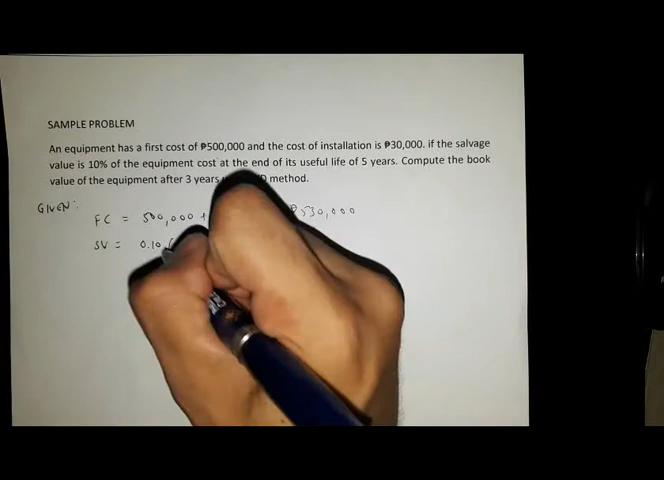 SAMPLE PROBLEM
An equipment has a first cost of ₱500,000 and the cost of installation is ₱30,000. if the salvage
value is 10% of the equipment cost at the end of its useful life of 5 years. Compute the book
value of the equipment after 3 years method.
GIVEN:
FC = 500,000 + ₱530,000
SV = 0.10 (